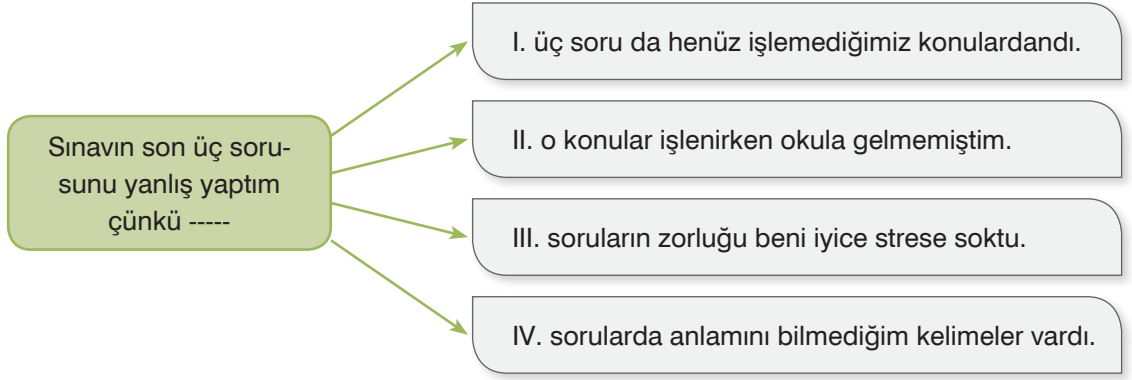 Sınavın son üç soru-
sunu yanlış yaptım
çünkü -----
I. üç soru da henüz işlemediğimiz konulardandı.
II. o konular işlenirken okula gelmemiştim.
III. soruların zorluğu beni iyice strese soktu.
IV. sorularda anlamını bilmediğim kelimeler vardı.